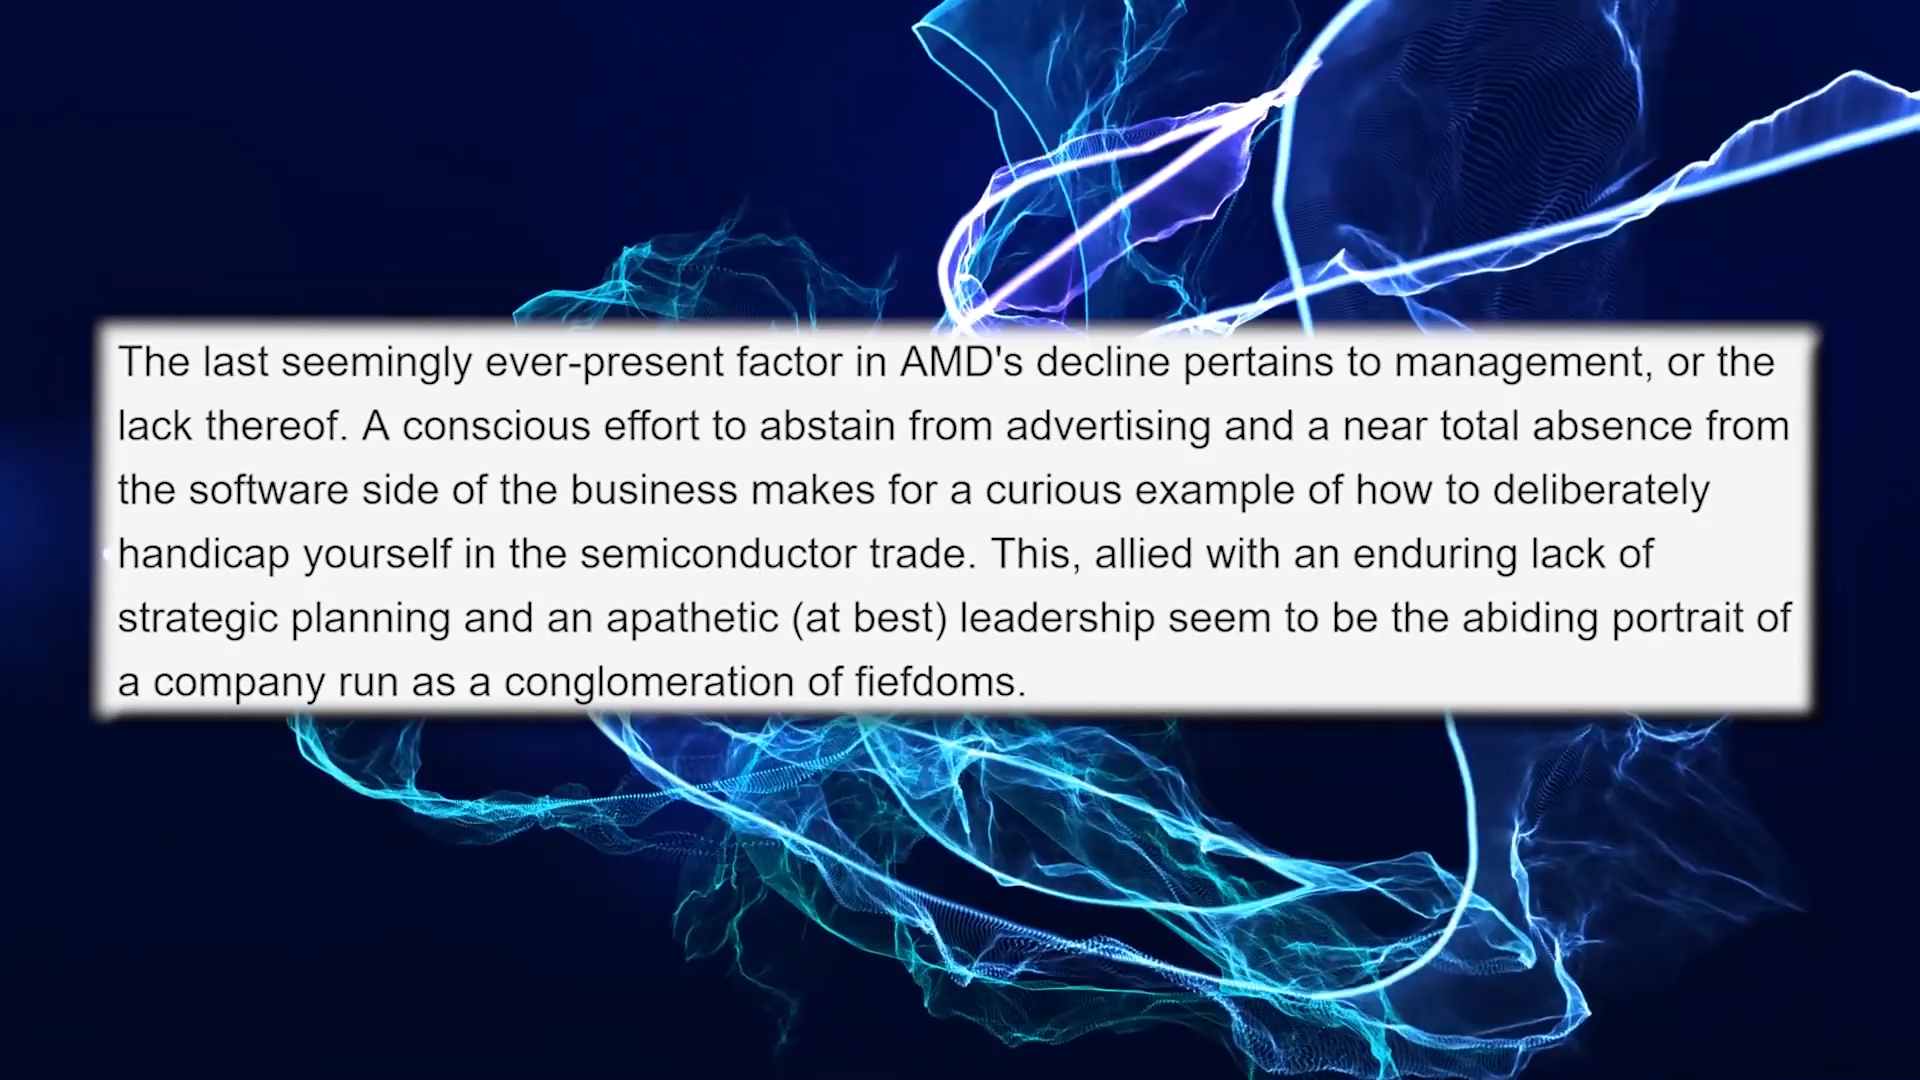 The last seemingly ever-present factor in AMD's decline pertains to management, or the
lack thereof. A conscious effort to abstain from advertising and a near total absence from
the software side of the business makes for a curious example of how to deliberately
handicap yourself in the semiconductor trade. This, allied with an enduring lack of
strategic planning and an apathetic (at best) leadership seem to be the abiding portrait of
a company run as a conglomeration of fiefdoms.